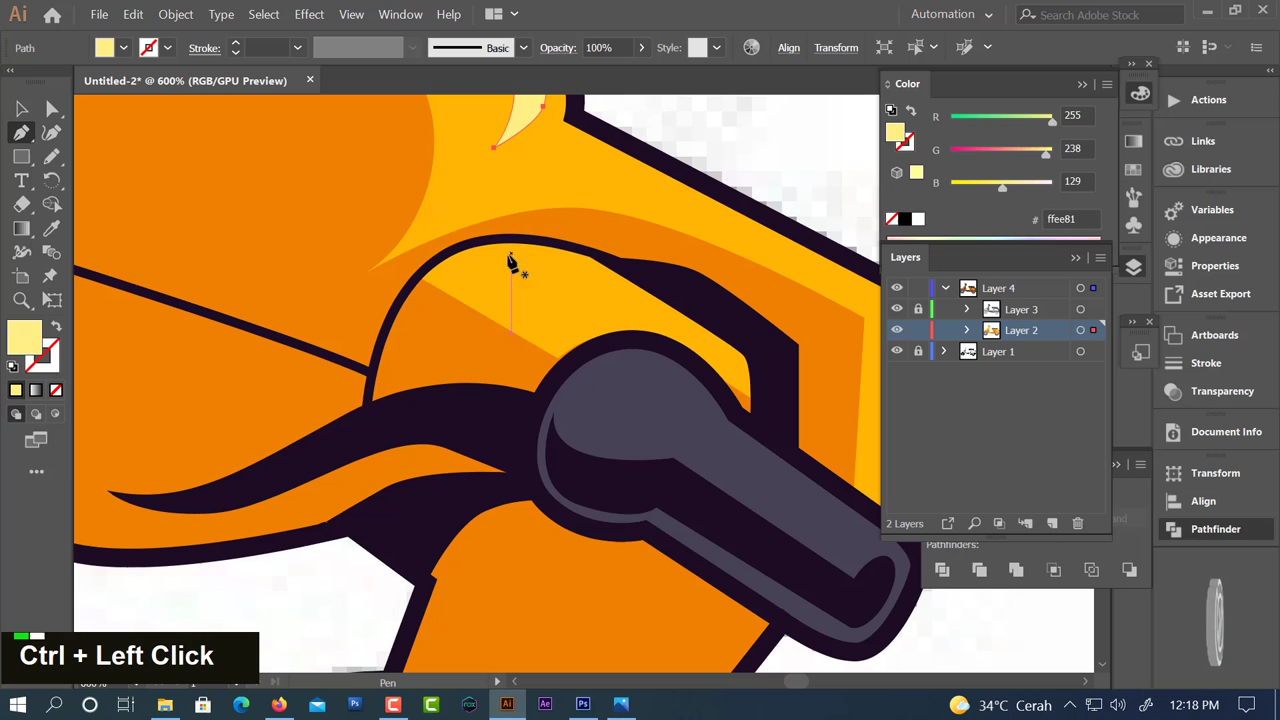 Ai File Edit Object Type Select Effect View Window Help Automation Search Adobe Stock
Path Stroke: Basic Opacity: 100% Style: Align Transform
Untitled-2* @ 600% (RGB/GPU Preview)
Color
R 255
G 238
B 129
# ffee81
Layers
Layer 4
Layer 3
Layer 2
Layer 1
2 Layers
Pathfinders:
Actions
Links
Libraries
Variables
Properties
Asset Export
Artboards
Stroke
Transparency
Document Info
Transform
Align
Pathfinder
Ctrl + Left Click
Pen
34°C Cerah 12:18 PM